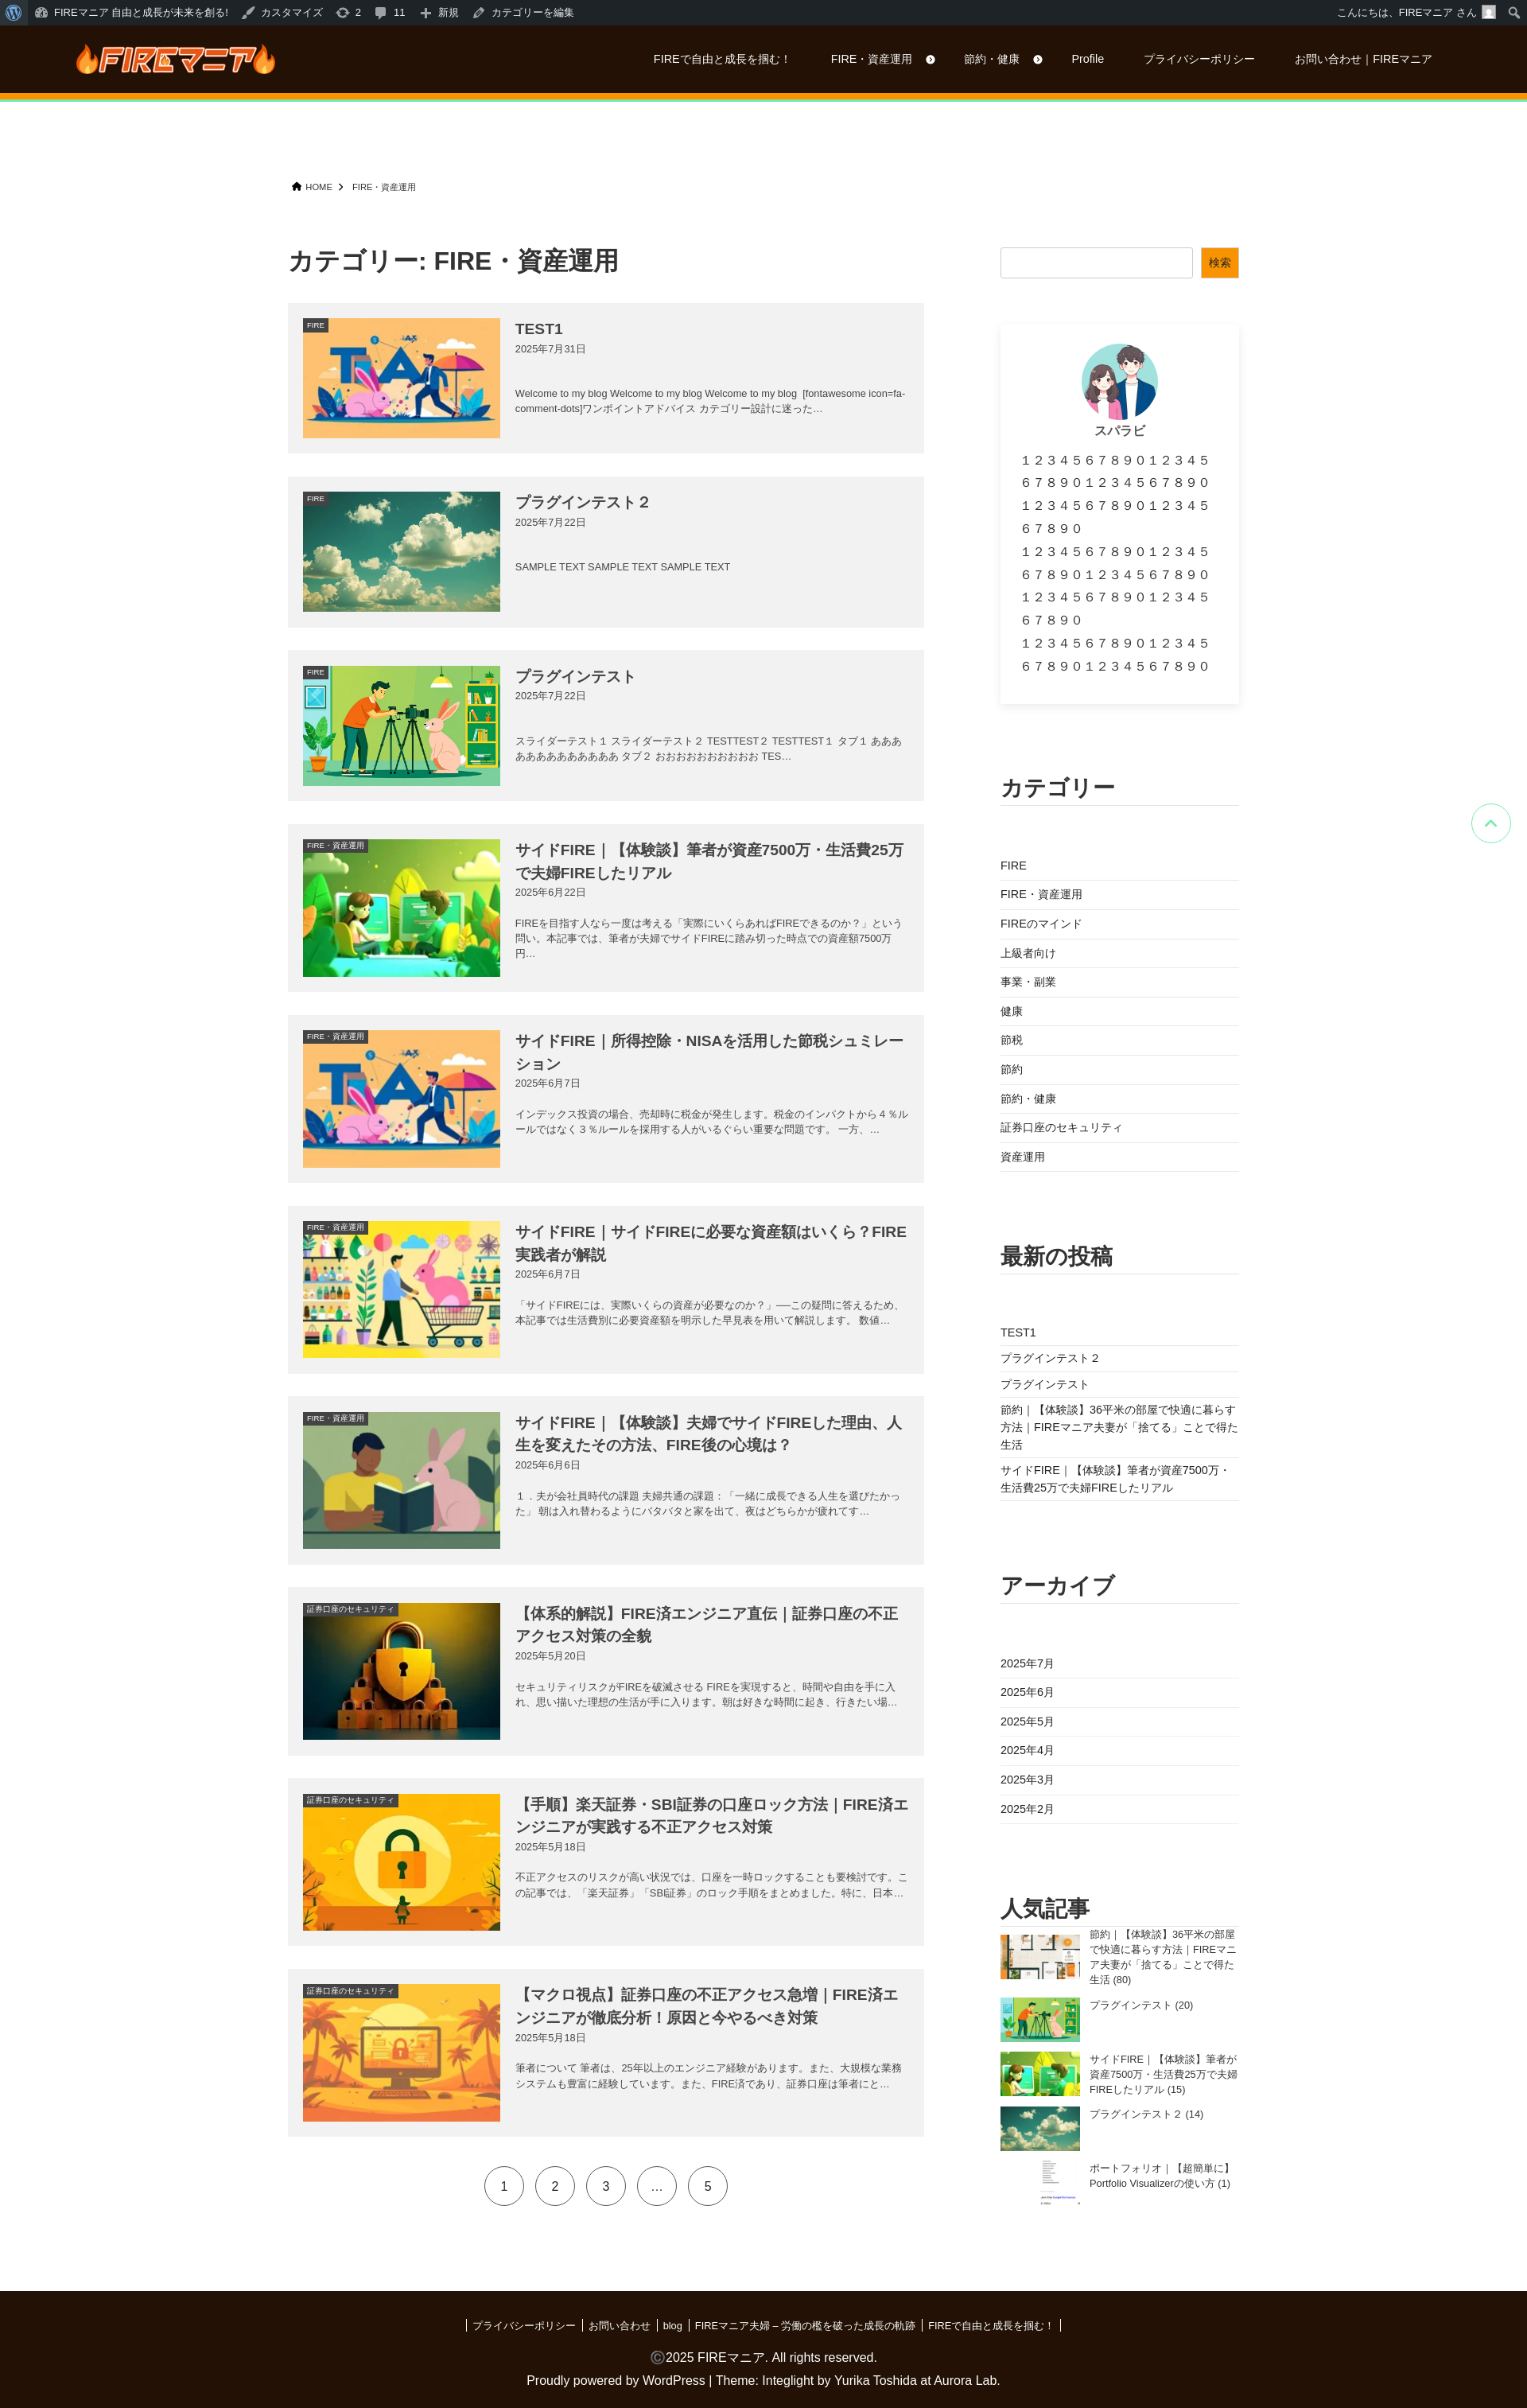 FIREマニア 自由と成長が未来を創る! カスタマイズ 2 11 新規 カテゴリーを編集 こんにちは、FIREマニア さん
FIREマニア FIREで自由と成長を掴む！ FIRE・資産運用 節約・健康 Profile プライバシーポリシー お問い合わせ｜FIREマニア
HOME FIRE・資産運用
カテゴリー: FIRE・資産運用
FIRE
TEST1
2025年7月31日
Welcome to my blog Welcome to my blog Welcome to my blog [fontawesome icon=fa-
comment-dots]ワンポイントアドバイス カテゴリー設計に迷った…
FIRE
プラグインテスト２
2025年7月22日
SAMPLE TEXT SAMPLE TEXT SAMPLE TEXT
FIRE
プラグインテスト
2025年7月22日
スライダーテスト１ スライダーテスト２ TESTTEST２ TESTTEST１ タブ１ あああ
ああああああああああ タブ２ おおおおおおおおおお TES…
FIRE・資産運用
サイドFIRE｜【体験談】筆者が資産7500万・生活費25万
で夫婦FIREしたリアル
2025年6月22日
FIREを目指す人なら一度は考える「実際にいくらあればFIREできるのか？」という
問い。本記事では、筆者が夫婦でサイドFIREに踏み切った時点での資産額7500万
円…
FIRE・資産運用
サイドFIRE｜所得控除・NISAを活用した節税シュミレー
ション
2025年6月7日
インデックス投資の場合、売却時に税金が発生します。税金のインパクトから４％ル
ールではなく３％ルールを採用する人がいるぐらい重要な問題です。 一方、…
FIRE・資産運用
サイドFIRE｜サイドFIREに必要な資産額はいくら？FIRE
実践者が解説
2025年6月7日
「サイドFIREには、実際いくらの資産が必要なのか？」──この疑問に答えるため、
本記事では生活費別に必要資産額を明示した早見表を用いて解説します。 数値…
FIRE・資産運用
サイドFIRE｜【体験談】夫婦でサイドFIREした理由、人
生を変えたその方法、FIRE後の心境は？
2025年6月6日
１．夫が会社員時代の課題 夫婦共通の課題：「一緒に成長できる人生を選びたかっ
た」 朝は入れ替わるようにバタバタと家を出て、夜はどちらかが疲れてす…
証券口座のセキュリティ
【体系的解説】FIRE済エンジニア直伝｜証券口座の不正
アクセス対策の全貌
2025年5月20日
セキュリティリスクがFIREを破滅させる FIREを実現すると、時間や自由を手に入
れ、思い描いた理想の生活が手に入ります。朝は好きな時間に起き、行きたい場…
証券口座のセキュリティ
【手順】楽天証券・SBI証券の口座ロック方法｜FIRE済エ
ンジニアが実践する不正アクセス対策
2025年5月18日
不正アクセスのリスクが高い状況では、口座を一時ロックすることも要検討です。こ
の記事では、「楽天証券」「SBI証券」のロック手順をまとめました。特に、日本…
証券口座のセキュリティ
【マクロ視点】証券口座の不正アクセス急増｜FIRE済エ
ンジニアが徹底分析！原因と今やるべき対策
2025年5月18日
筆者について 筆者は、25年以上のエンジニア経験があります。また、大規模な業務
システムも豊富に経験しています。また、FIRE済であり、証券口座は筆者にと…
1 2 3 … 5
検索
スパラビ
１２３４５６７８９０１２３４５
６７８９０１２３４５６７８９０
１２３４５６７８９０１２３４５
６７８９０
１２３４５６７８９０１２３４５
６７８９０１２３４５６７８９０
１２３４５６７８９０１２３４５
６７８９０
１２３４５６７８９０１２３４５
６７８９０１２３４５６７８９０
カテゴリー
FIRE
FIRE・資産運用
FIREのマインド
上級者向け
事業・副業
健康
節税
節約
節約・健康
証券口座のセキュリティ
資産運用
最新の投稿
TEST1
プラグインテスト２
プラグインテスト
節約｜【体験談】36平米の部屋で快適に暮らす
方法｜FIREマニア夫妻が「捨てる」ことで得た
生活
サイドFIRE｜【体験談】筆者が資産7500万・
生活費25万で夫婦FIREしたリアル
アーカイブ
2025年7月
2025年6月
2025年5月
2025年4月
2025年3月
2025年2月
人気記事
節約｜【体験談】36平米の部屋
で快適に暮らす方法｜FIREマニ
ア夫妻が「捨てる」ことで得た
生活 (80)
プラグインテスト (20)
サイドFIRE｜【体験談】筆者が
資産7500万・生活費25万で夫婦
FIREしたリアル (15)
プラグインテスト２ (14)
ポートフォリオ｜【超簡単に】
Portfolio Visualizerの使い方 (1)
プライバシーポリシー お問い合わせ blog FIREマニア夫婦 – 労働の檻を破った成長の軌跡 FIREで自由と成長を掴む！
©2025 FIREマニア. All rights reserved.
Proudly powered by WordPress | Theme: Integlight by Yurika Toshida at Aurora Lab.